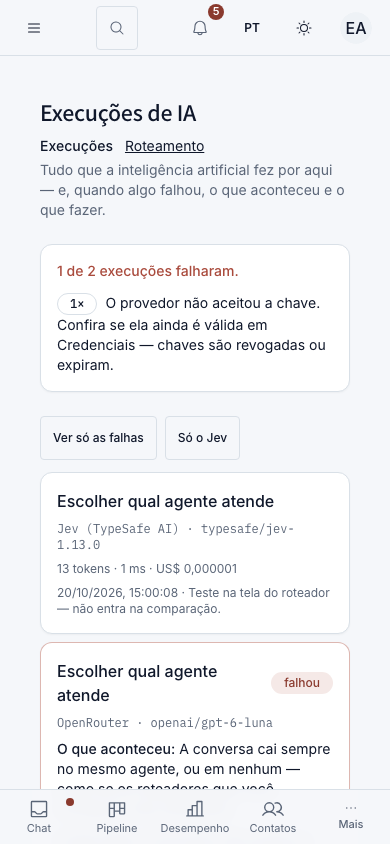 5
PT
EA
Execuções de IA
Execuções Roteamento
Tudo que a inteligência artificial fez por aqui
— e, quando algo falhou, o que aconteceu e o
que fazer.
1 de 2 execuções falharam.
1× O provedor não aceitou a chave.
Confira se ela ainda é válida em
Credenciais — chaves são revogadas ou
expiram.
Ver só as falhas
Só o Jev
Escolher qual agente atende
Jev (TypeSafe AI) · typesafe/jev-
1.13.0
13 tokens · 1 ms · US$ 0,000001
20/10/2026, 15:00:08 · Teste na tela do roteador
— não entra na comparação.
Escolher qual agente
atende
falhou
OpenRouter · openai/gpt-6-luna
O que aconteceu: A conversa cai sempre
no mesmo agente, ou em nenhum —
Chat
Pipeline
Desempenho
Contatos
Mais